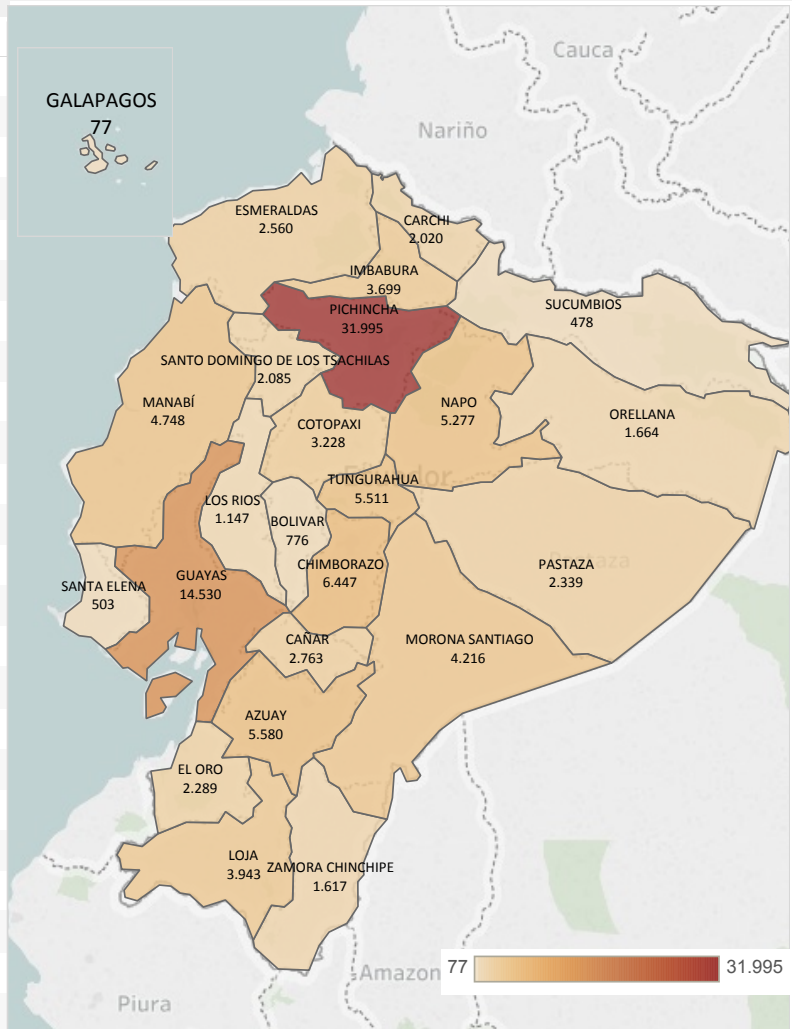 Cauca
GALAPAGOS
77
Nariño
ESMERALDAS
2.560
CARCHI
2.020
IMBABURA
3.699
SUCUMBIOS
478
PICHINCHA
31.995
SANTO DOMINGO DE LOS TSACHILAS
2.085
MANABÍ
4.748
NAPO
5.277
ORELLANA
1.664
COTOPAXI
3.228
TUNGURAHUA
5.511
LOS RIOS
1.147
BOLIVAR
776
CHIMBORAZO
6.447
PASTAZA
2.339
Pastaza
SANTA ELENA
503
GUAYAS
14.530
CAÑAR
2.763
MORONA SANTIAGO
4.216
AZUAY
5.580
EL ORO
2.289
LOJA
3.943
ZAMORA CHINCHIPE
1.617
77
31.995
Amazon
Piura